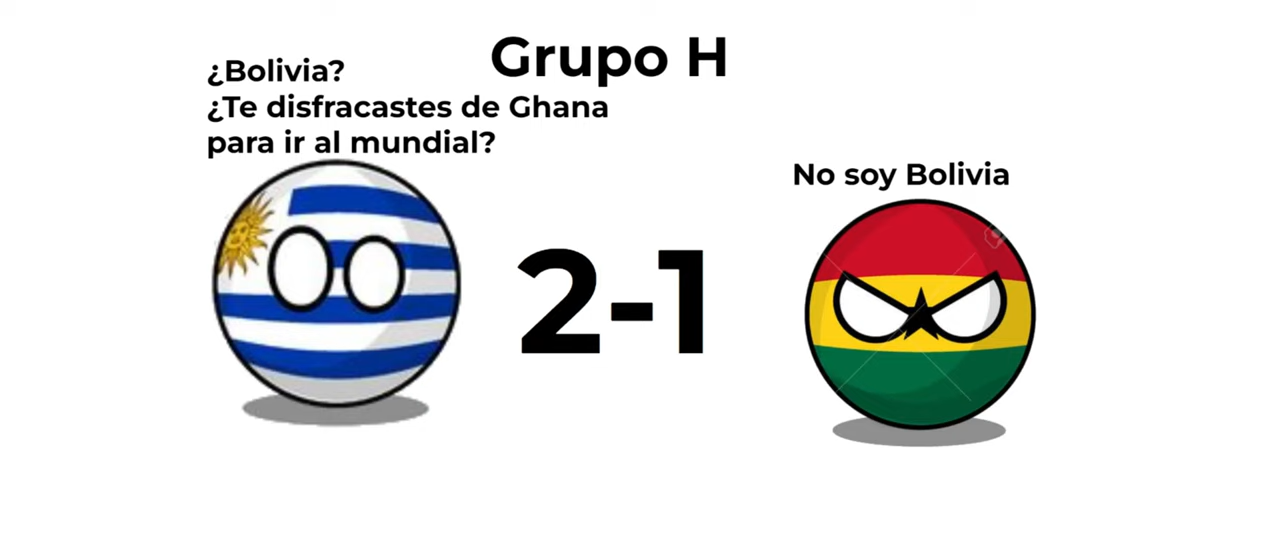 Grupo H
¿Bolivia?
¿Te disfracastes de Ghana
para ir al mundial?
No soy Bolivia
2-1